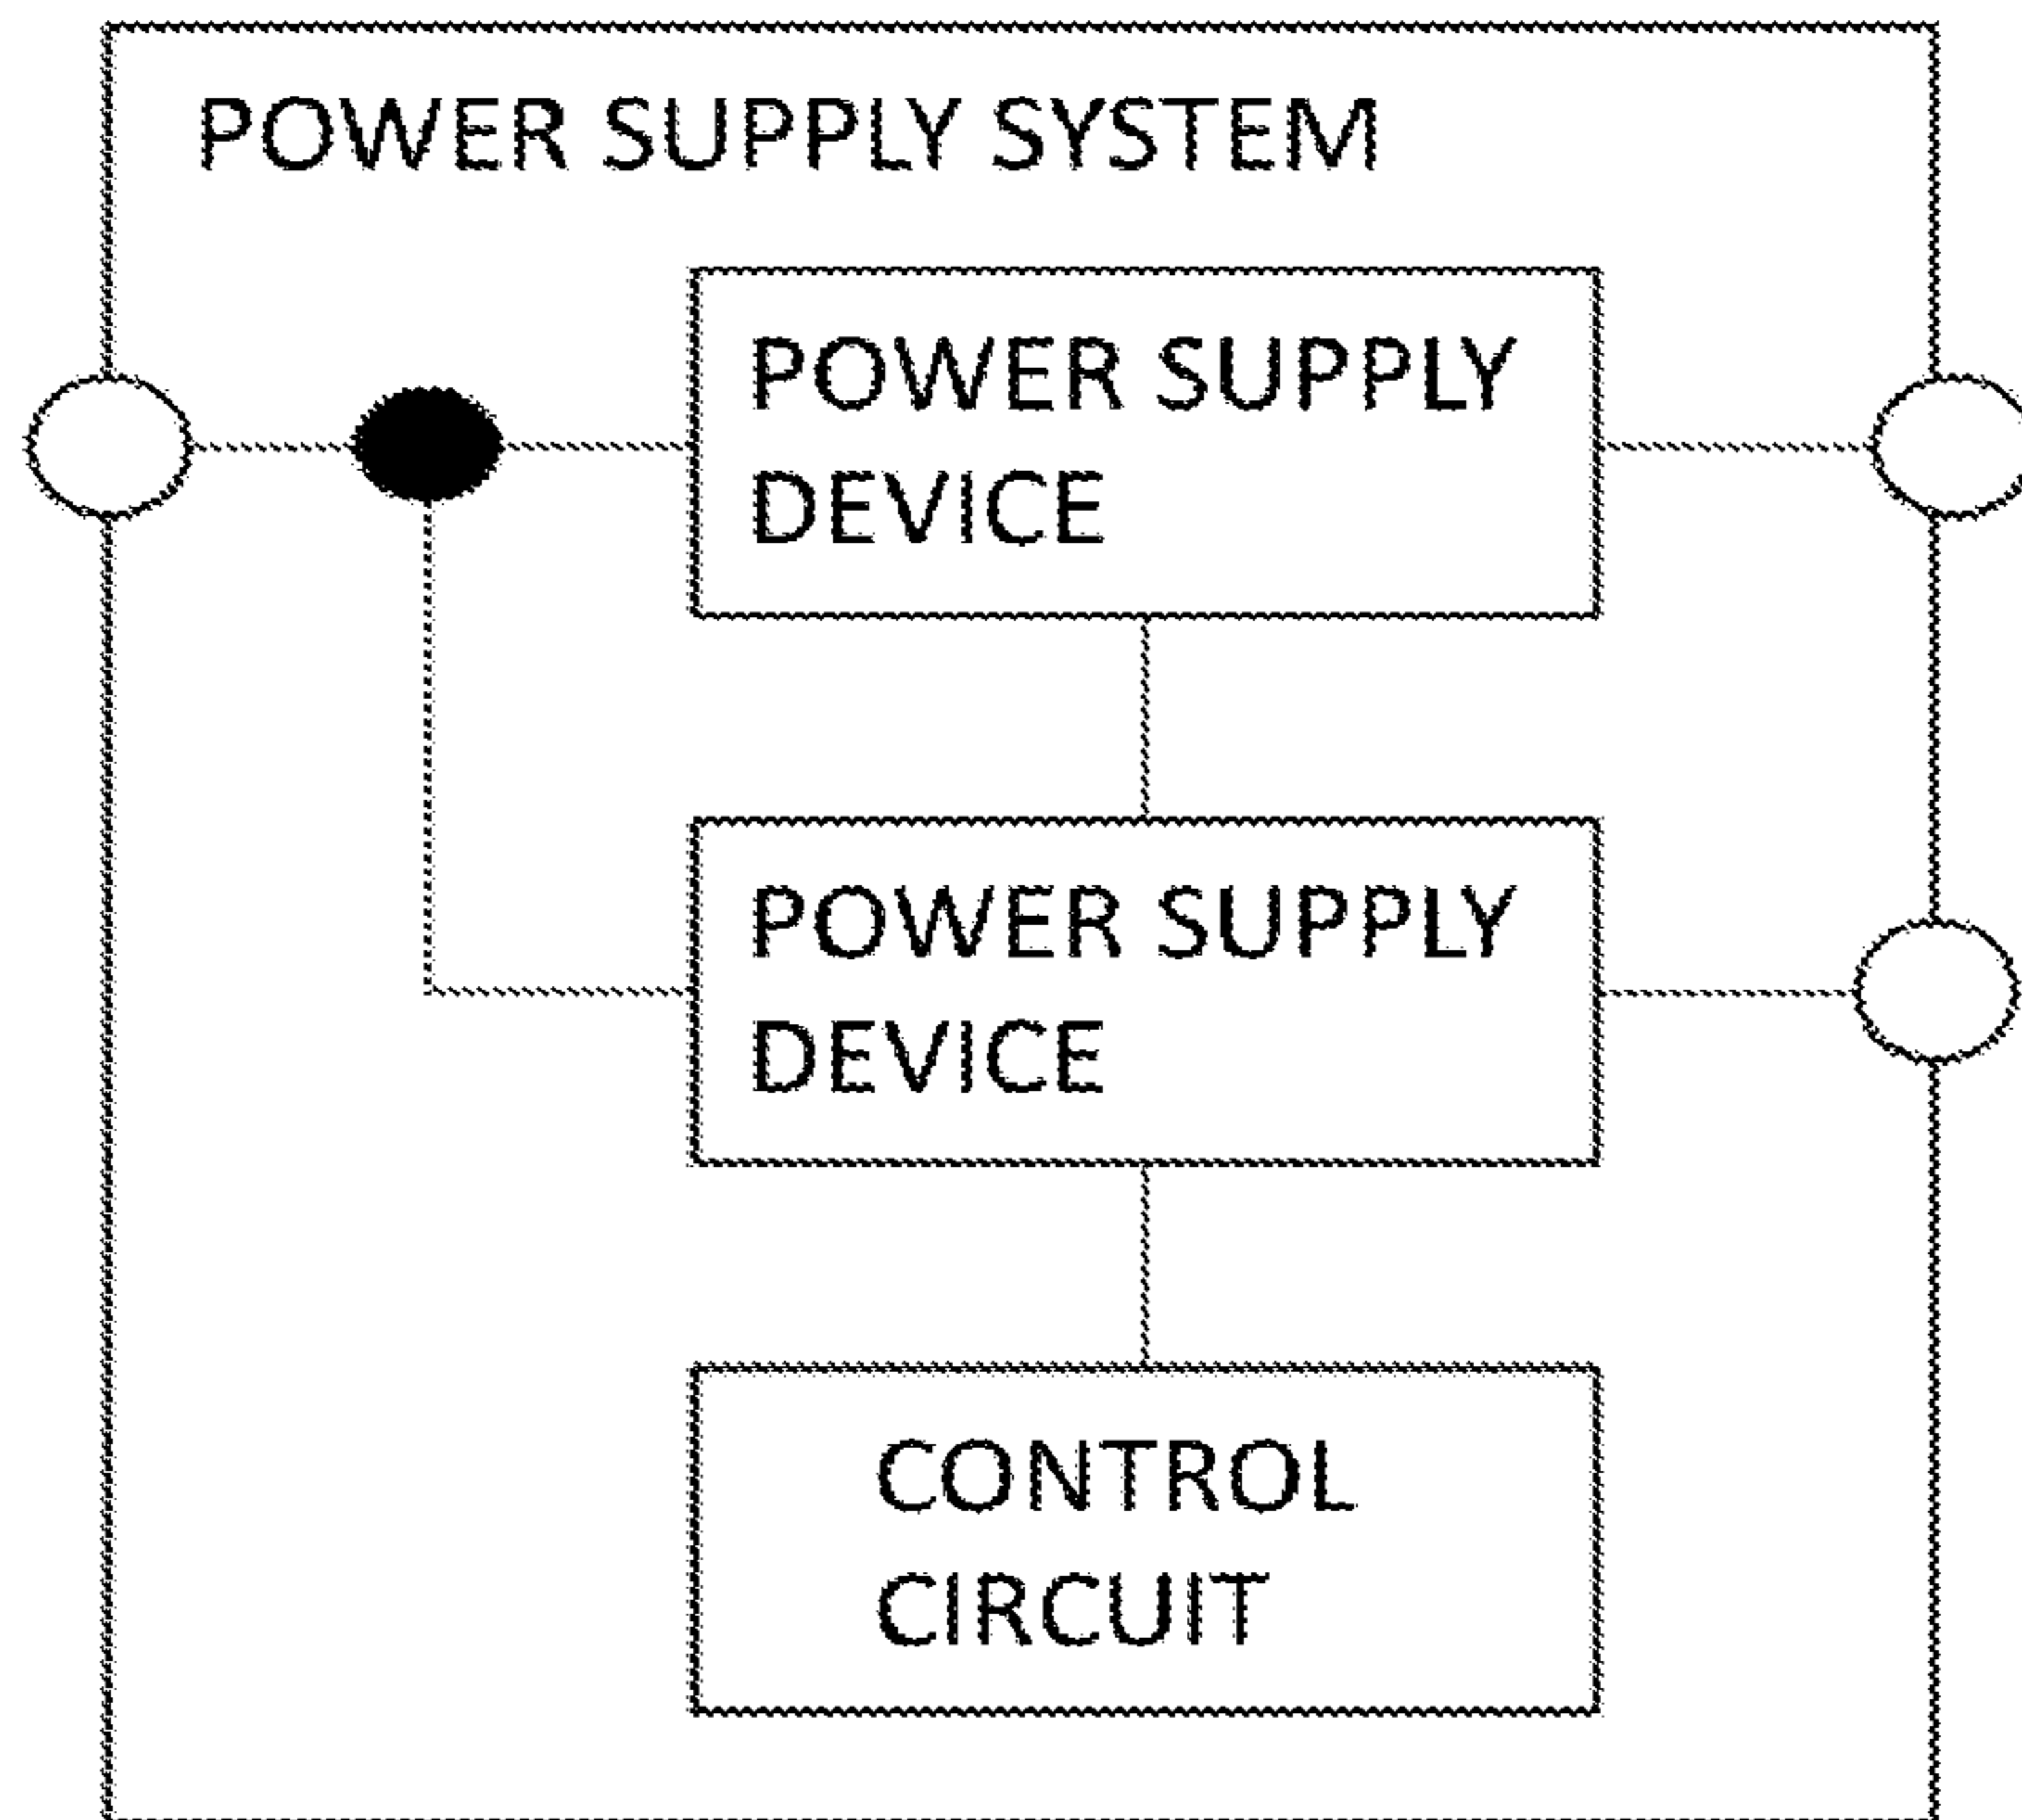 POWER SUPPLY SYSTEM
POWER SUPPLY
DEVICE
POWER SUPPLY
DEVICE
CONTROL
CIRCUIT